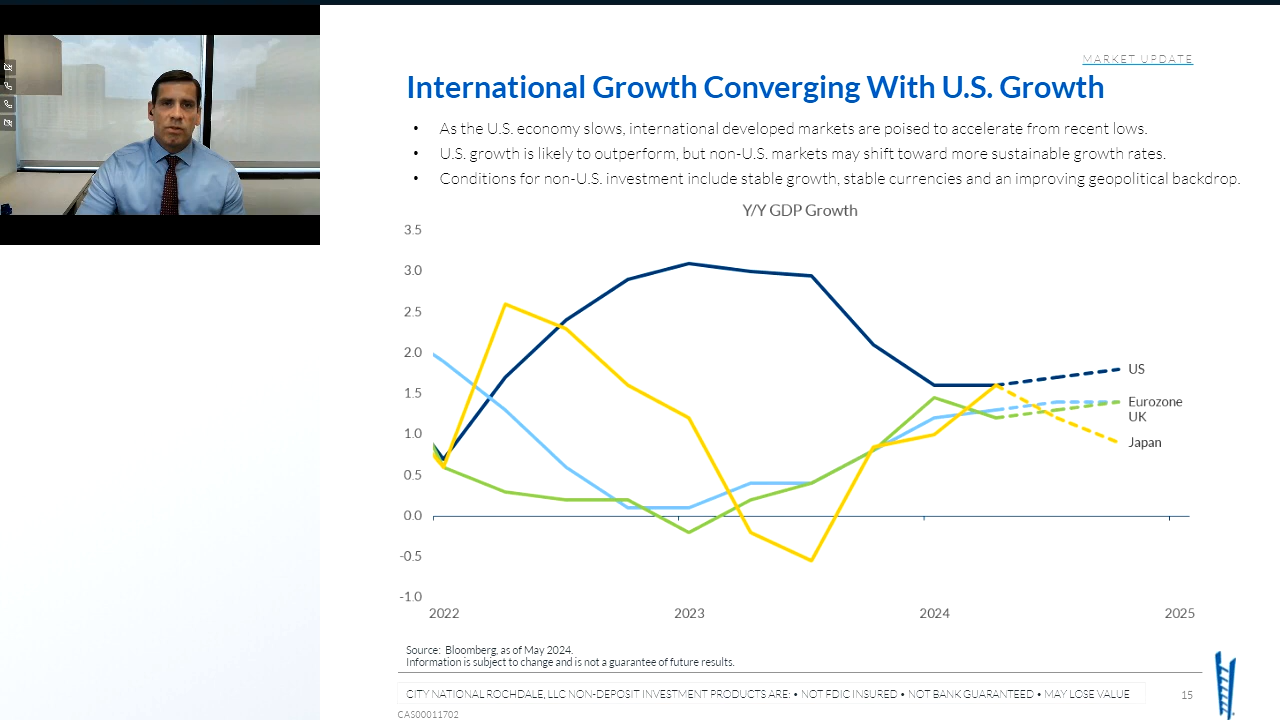 MARKET UPDATE
International Growth Converging With U.S. Growth
• As the U.S. economy slows, international developed markets are poised to accelerate from recent lows.
• U.S. growth is likely to outperform, but non-U.S. markets may shift toward more sustainable growth rates.
• Conditions for non-U.S. investment include stable growth, stable currencies and an improving geopolitical backdrop.
Y/Y GDP Growth
3.5
3.0
2.5
2.0
1.5
1.0
0.5
0.0
-0.5
-1.0
US
Eurozone
UK
Japan
2022 2023 2024 2025
Source: Bloomberg, as of May 2024.
Information is subject to change and is not a guarantee of future results.
CITY NATIONAL ROCHDALE, LLC NON-DEPOSIT INVESTMENT PRODUCTS ARE: • NOT FDIC INSURED • NOT BANK GUARANTEED • MAY LOSE VALUE
15
CAS00011702